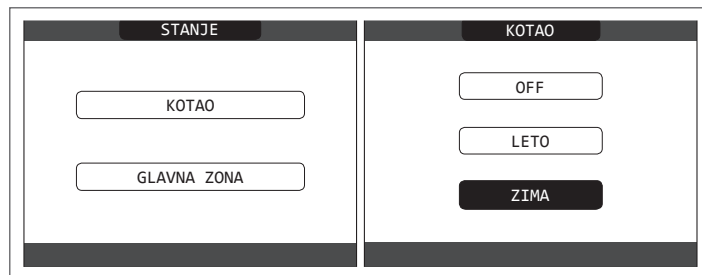 STANJE
KOTAO
GLAVNA ZONA
KOTAO
OFF
LETO
ZIMA